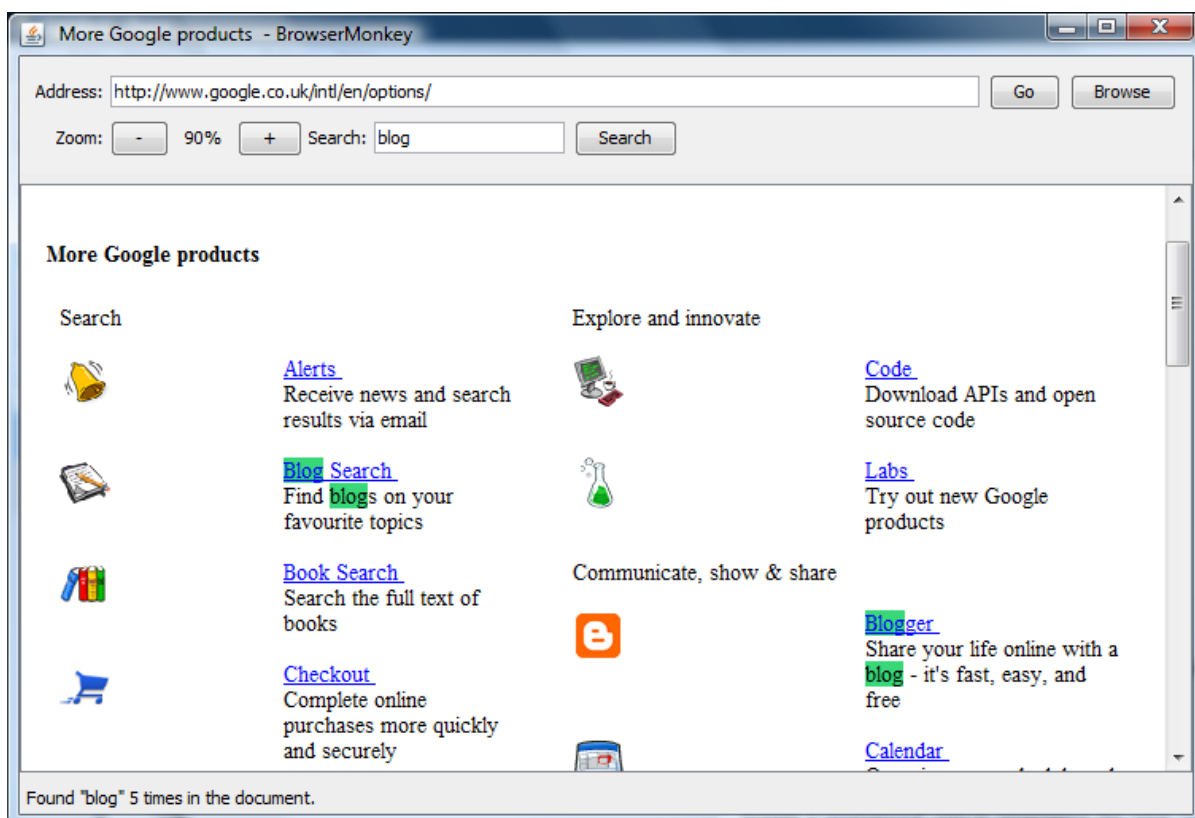 More Google products - BrowserMonkey
Address: http://www.google.co.uk/intl/en/options/ Go Browse
Zoom: - 90% + Search: blog Search
More Google products
Search
Alerts
Receive news and search
results via email
Blog Search
Find blogs on your
favourite topics
Book Search
Search the full text of
books
Checkout
Complete online
purchases more quickly
and securely
Explore and innovate
Code
Download APIs and open
source code
Labs
Try out new Google
products
Communicate, show & share
Blogger
Share your life online with a
blog - it's fast, easy, and
free
Calendar
Found "blog" 5 times in the document.